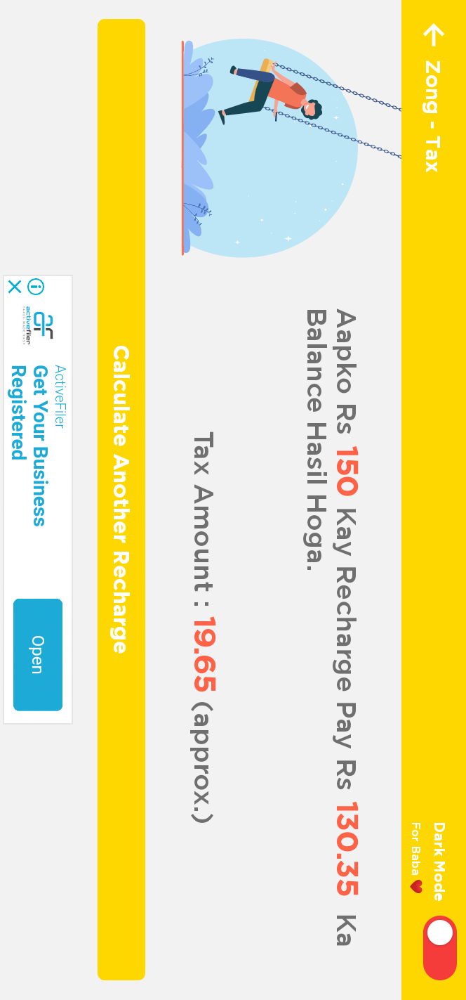 Zong - Tax
Dark Mode
For Baba
Aapko Rs 150 Kay Recharge Pay Rs 130.35 Ka
Balance Hasil Hoga.
Tax Amount : 19.65 (approx.)
Calculate Another Recharge
activefiler
ActiveFiler
Get Your Business
Registered
Open